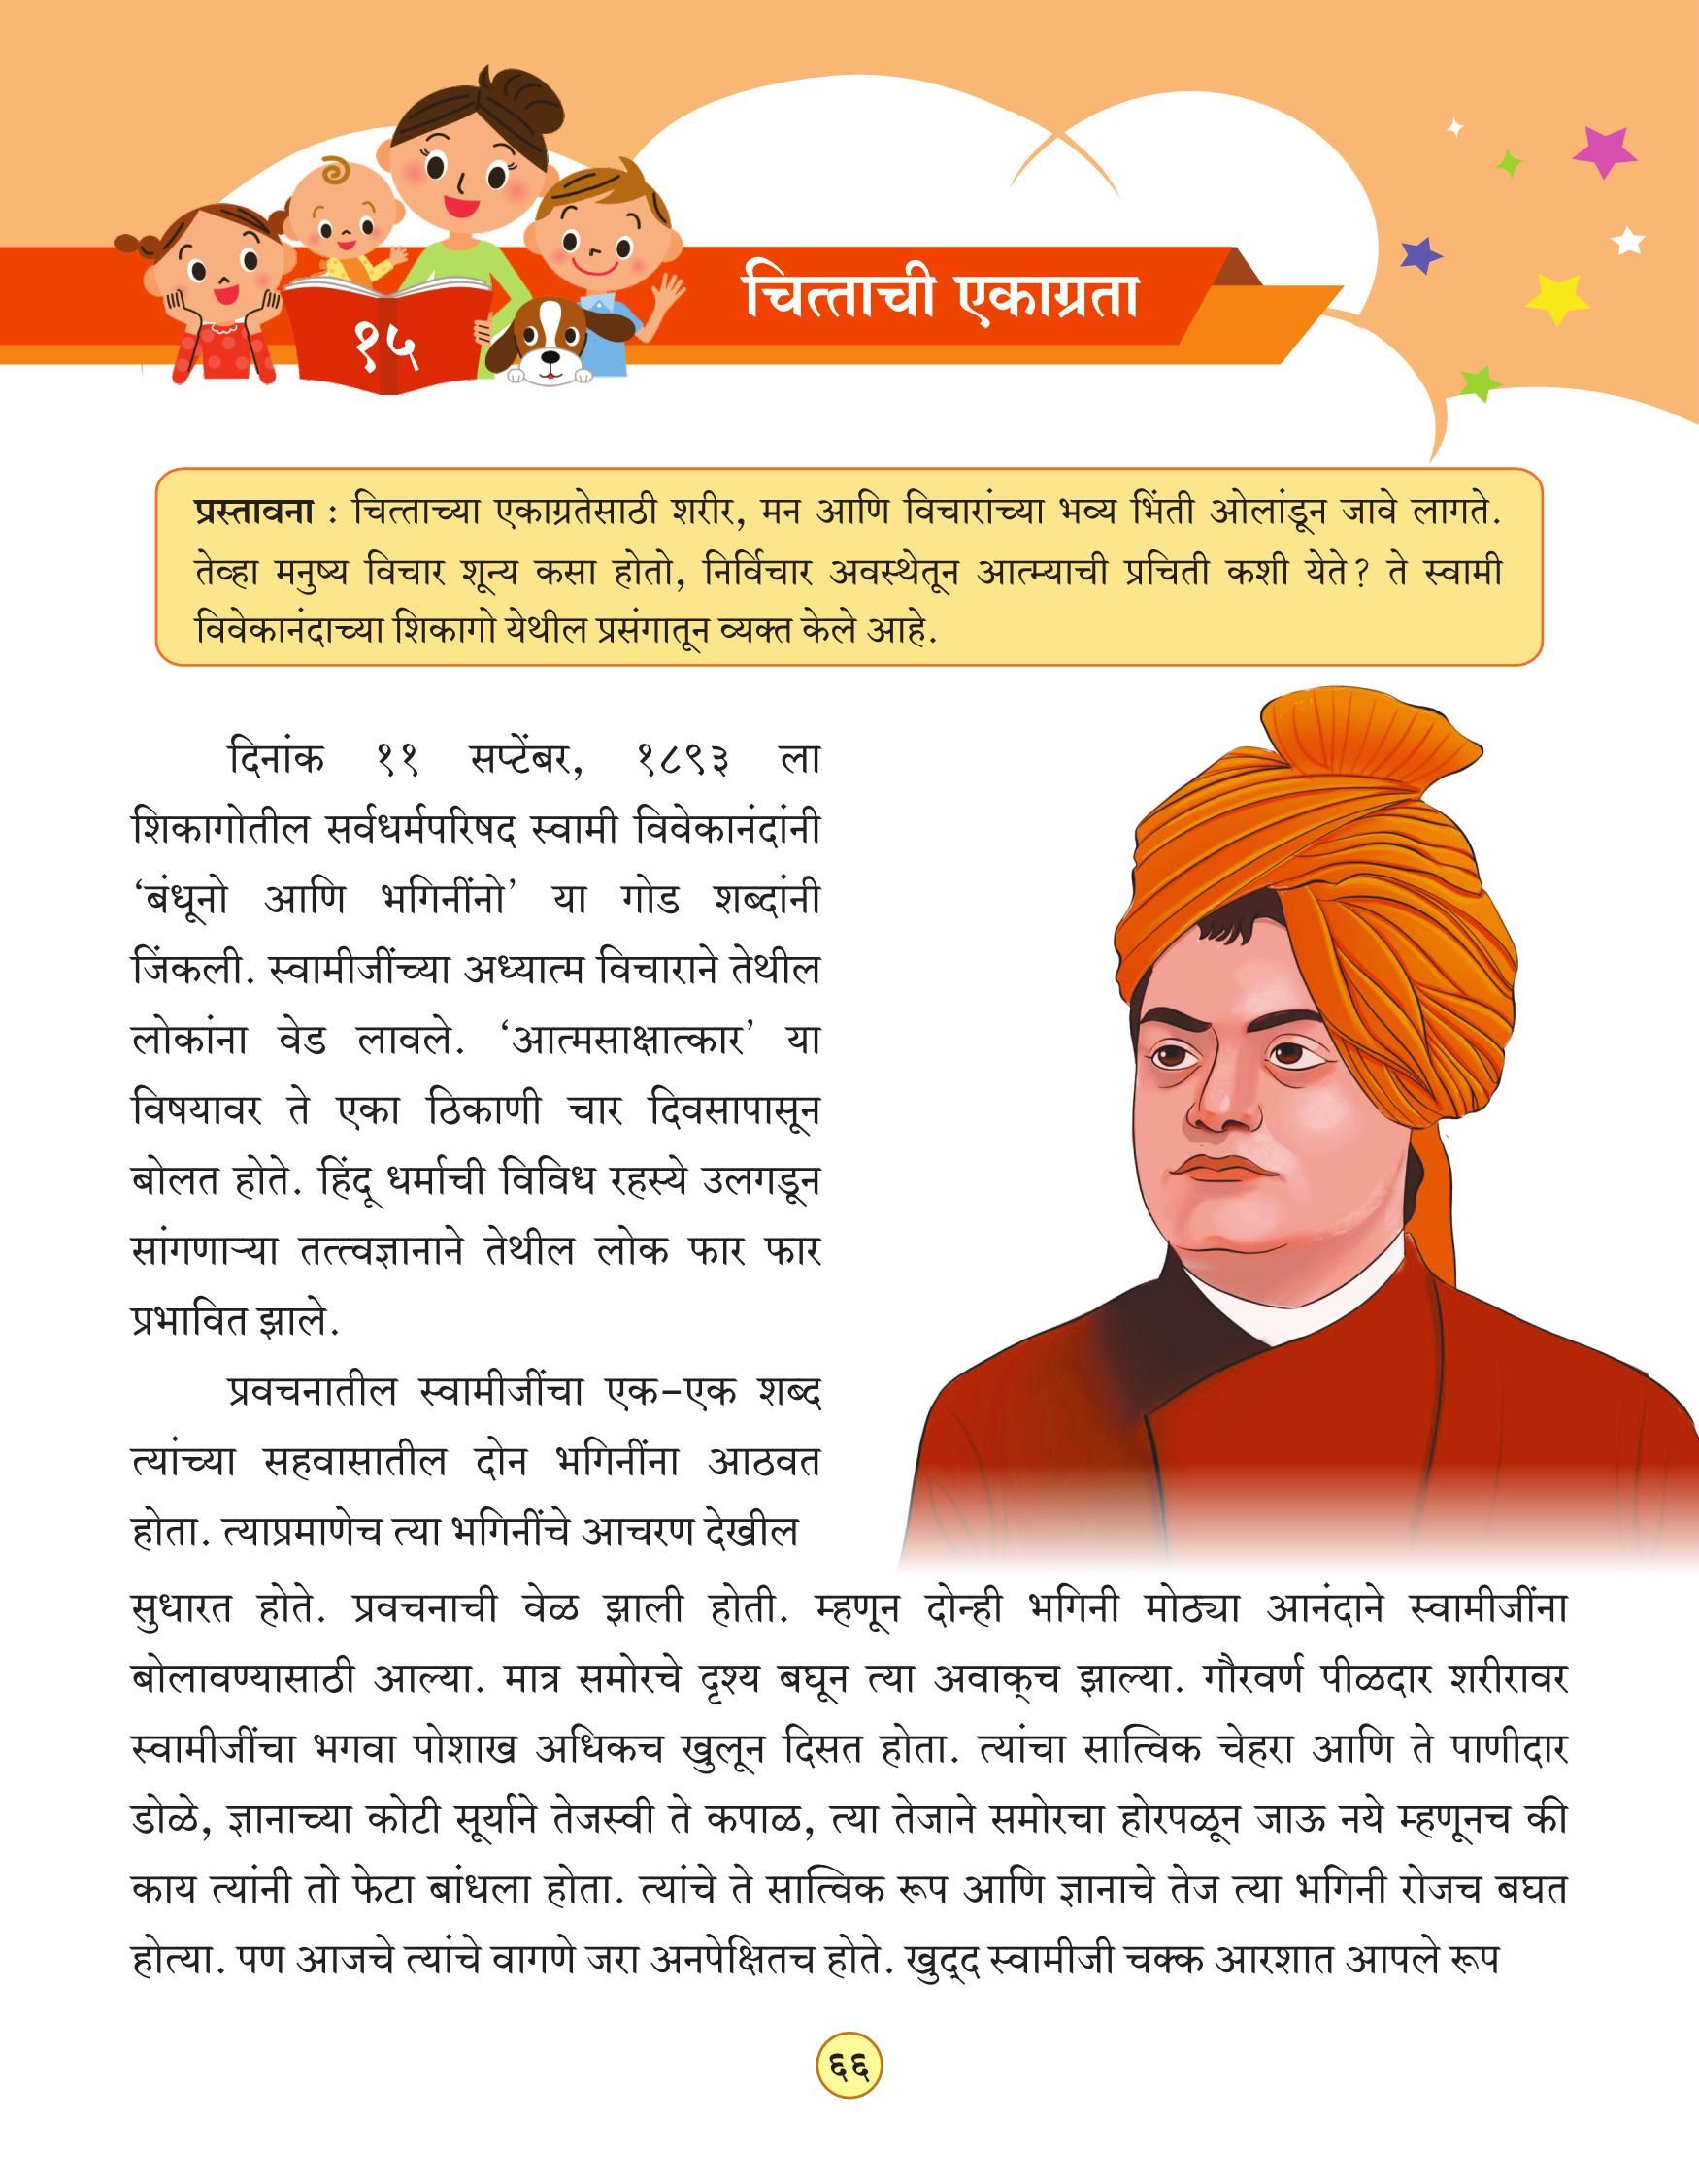 १५
चित्ताची एकाग्रता
प्रस्तावना : चित्ताच्या एकाग्रतेसाठी शरीर, मन आणि विचारांच्या भव्य भिंती ओलांडून जावे लागते.
तेव्हा मनुष्य विचार शून्य कसा होतो, निर्विचार अवस्थेतून आत्म्याची प्रचिती कशी येते? ते स्वामी
विवेकानंदाच्या शिकागो येथील प्रसंगातून व्यक्त केले आहे.
दिनांक ११ सप्टेंबर, १८९३ ला
शिकागोतील सर्वधर्मपरिषद स्वामी विवेकानंदांनी
‘बंधूनो आणि भगिनींनो’ या गोड शब्दांनी
जिंकली. स्वामीजींच्या अध्यात्म विचाराने तेथील
लोकांना वेड लावले. ‘आत्मसाक्षात्कार’ या
विषयावर ते एका ठिकाणी चार दिवसापासून
बोलत होते. हिंदू धर्माची विविध रहस्ये उलगडून
सांगणाऱ्या तत्त्वज्ञानाने तेथील लोक फार फार
प्रभावित झाले.
प्रवचनातील स्वामीजींचा एक–एक शब्द
त्यांच्या सहवासातील दोन भगिनींना आठवत
होता. त्याप्रमाणेच त्या भगिनींचे आचरण देखील
सुधारत होते. प्रवचनाची वेळ झाली होती. म्हणून दोन्ही भगिनी मोठ्या आनंदाने स्वामीजींना
बोलावण्यासाठी आल्या. मात्र समोरचे दृश्य बघून त्या अवाक्‌च झाल्या. गौरवर्ण पीळदार शरीरावर
स्वामीजींचा भगवा पोशाख अधिकच खुलून दिसत होता. त्यांचा सात्विक चेहरा आणि ते पाणीदार
डोळे, ज्ञानाच्या कोटी सूर्याने तेजस्वी ते कपाळ, त्या तेजाने समोरचा होरपळून जाऊ नये म्हणूनच की
काय त्यांनी तो फेटा बांधला होता. त्यांचे ते सात्विक रूप आणि ज्ञानाचे तेज त्या भगिनी रोजच बघत
होत्या. पण आजचे त्यांचे वागणे जरा अनपेक्षितच होते. खुद्‌द स्वामीजी चक्क आरशात आपले रूप
६६